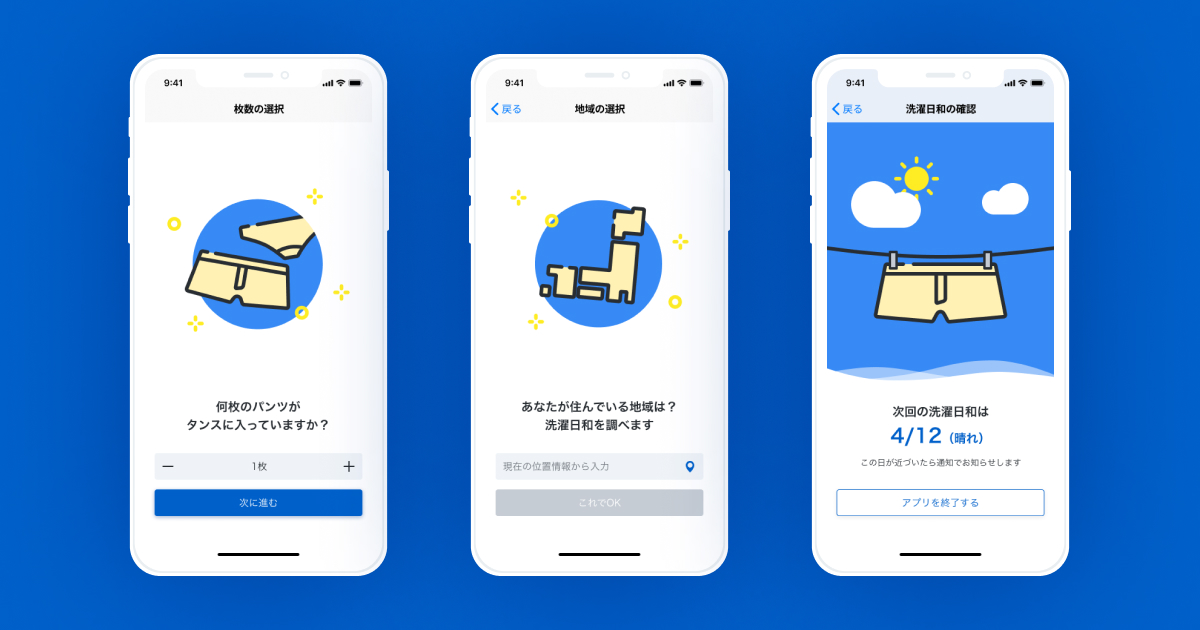 9:41
枚数の選択
何枚のパンツが
タンスに入っていますか？
1枚
次に進む
9:41
戻る
地域の選択
あなたが住んでいる地域は？
洗濯日和を調べます
現在の位置情報から入力
これでOK
9:41
戻る
洗濯日和の確認
次回の洗濯日和は
4/12（晴れ）
この日が近づいたら通知でお知らせします
アプリを終了する